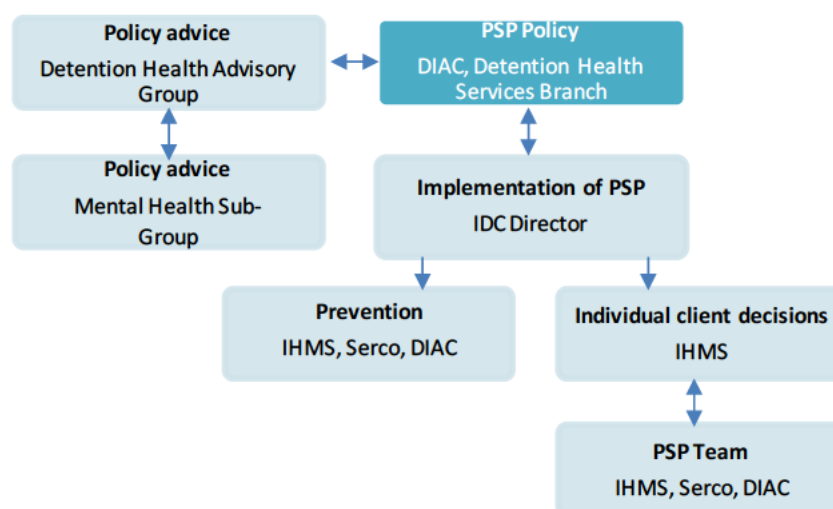 Policy advice
Detention Health Advisory
Group
PSP Policy
DIAC, Detention Health
Services Branch
Policy advice
Mental Health Sub-
Group
Implementation of PSP
IDC Director
Prevention
IHMS, Serco, DIAC
Individual client decisions
IHMS
PSP Team
IHMS, Serco, DIAC